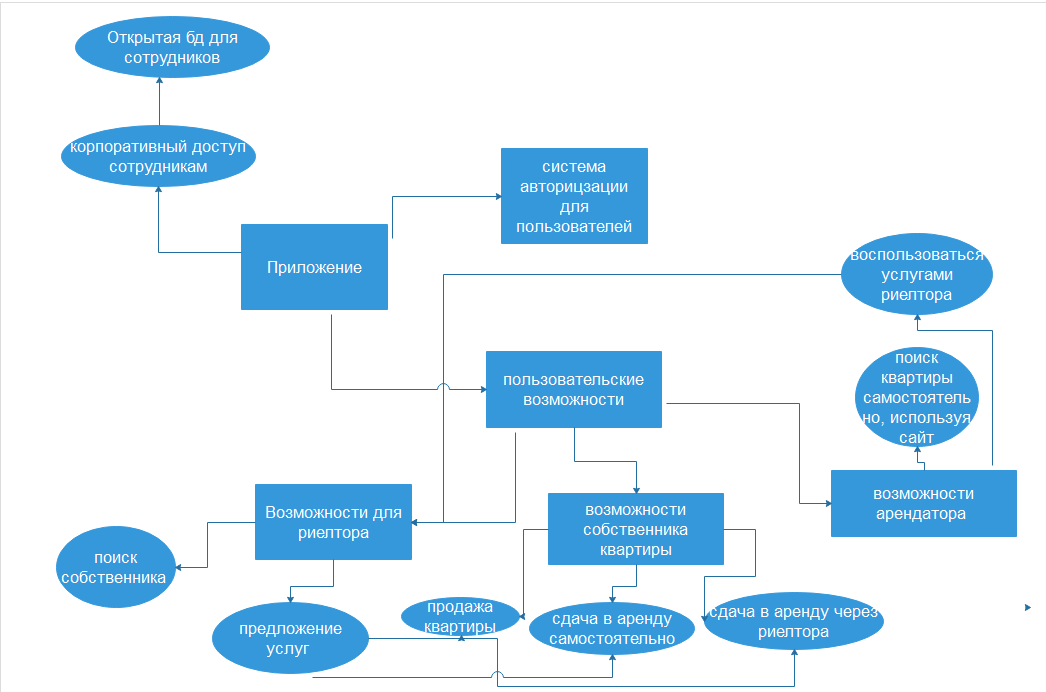 Открытая бд для
сотрудников
корпоративный доступ
сотрудникам
система
авторицзации
для
пользователей
Приложение
воспользоваться
услугами
риелтора
пользовательские
возможности
поиск
квартиры
самостоятель
но, используя
сайт
возможности
арендатора
Возможности для
риелтора
возможности
собственника
квартиры
поиск
собственника
предложение
услуг
продажа
квартиры
сдача в аренду
самостоятельно
сдача в аренду через
риелтора